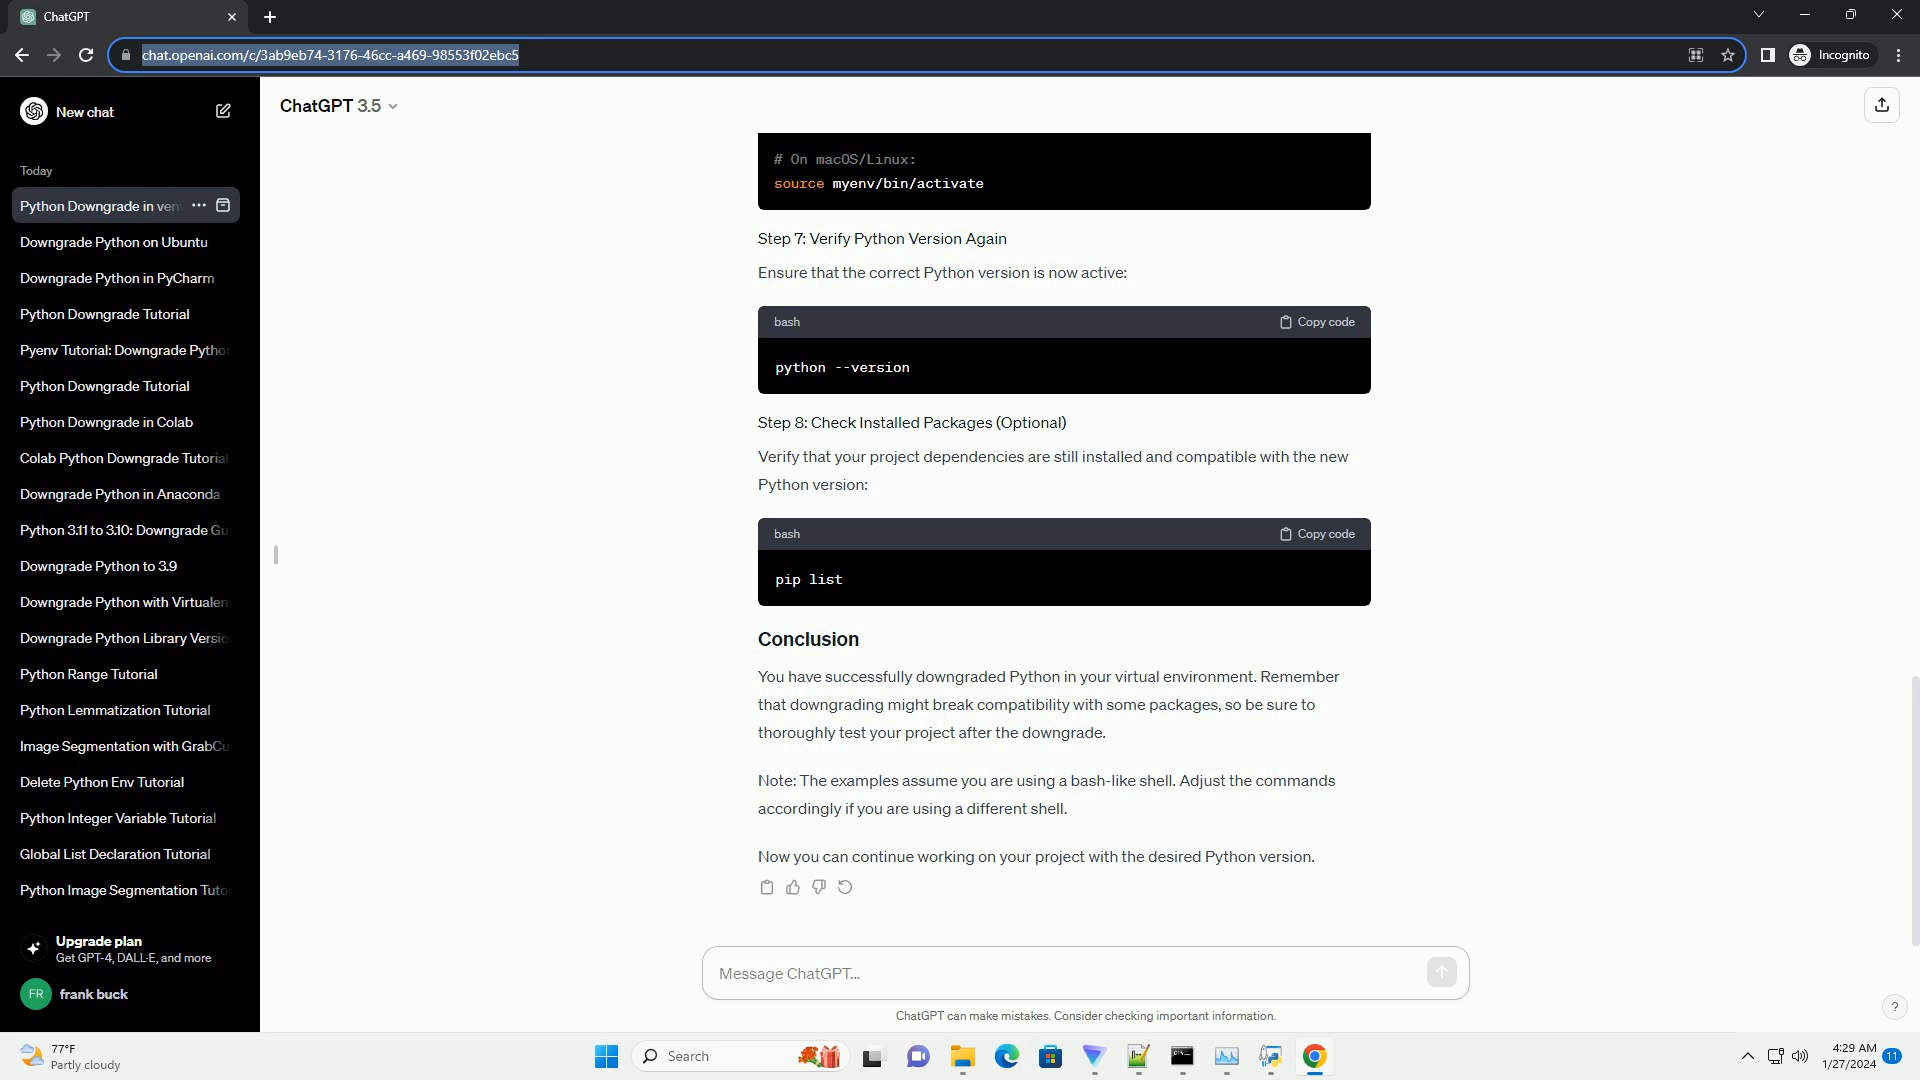 ChatGPT
chat.openai.com/c/3ab9eb74-3176-46cc-a469-98553f02ebc5
Incognito
New chat
ChatGPT 3.5
Today
Python Downgrade in ven
Downgrade Python on Ubuntu
Downgrade Python in PyCharm
Python Downgrade Tutorial
Pyenv Tutorial: Downgrade Python
Python Downgrade Tutorial
Python Downgrade in Colab
Colab Python Downgrade Tutorial
Downgrade Python in Anaconda
Python 3.11 to 3.10: Downgrade Gu
Downgrade Python to 3.9
Downgrade Python with Virtualen
Downgrade Python Library Versio
Python Range Tutorial
Python Lemmatization Tutorial
Image Segmentation with GrabCu
Delete Python Env Tutorial
Python Integer Variable Tutorial
Global List Declaration Tutorial
Python Image Segmentation Tuto
Upgrade plan
Get GPT-4, DALL·E, and more
FR frank buck
# On macOS/Linux:
source myenv/bin/activate
Step 7: Verify Python Version Again
Ensure that the correct Python version is now active:
bash Copy code
python --version
Step 8: Check Installed Packages (Optional)
Verify that your project dependencies are still installed and compatible with the new
Python version:
bash Copy code
pip list
Conclusion
You have successfully downgraded Python in your virtual environment. Remember
that downgrading might break compatibility with some packages, so be sure to
thoroughly test your project after the downgrade.
Note: The examples assume you are using a bash-like shell. Adjust the commands
accordingly if you are using a different shell.
Now you can continue working on your project with the desired Python version.
Message ChatGPT...
ChatGPT can make mistakes. Consider checking important information.
?
77°F
Partly cloudy
Search
4:29 AM
1/27/2024
11